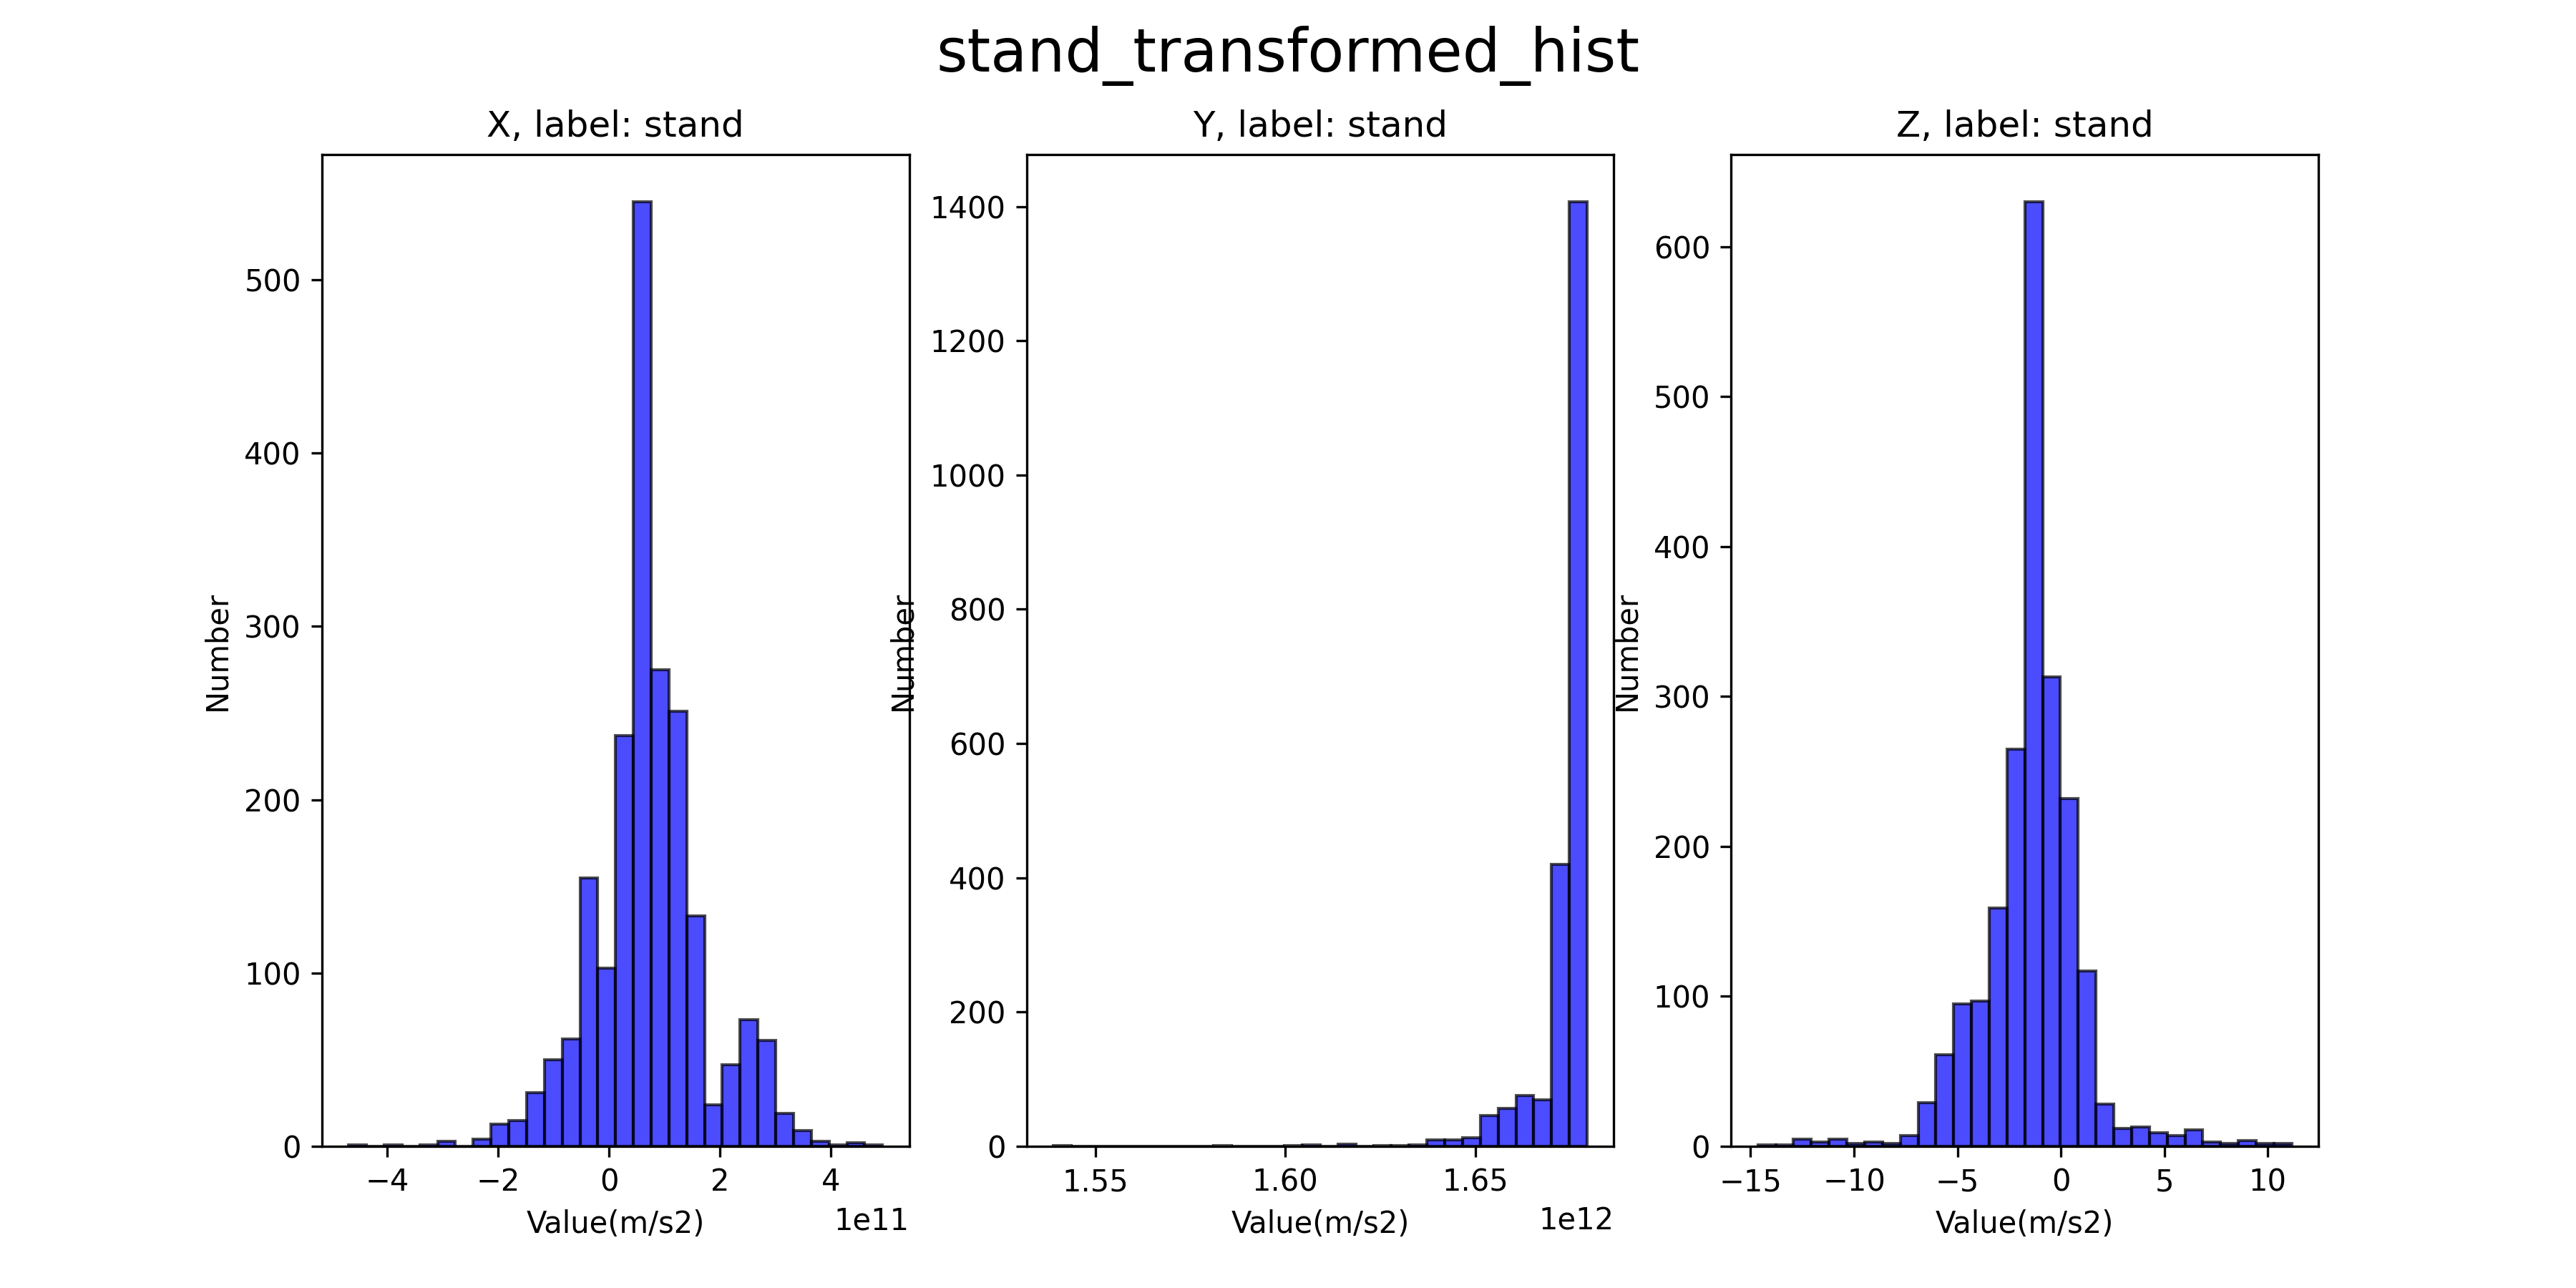 stand_transformed_hist
X, label: stand
Y, label: stand
Z, label: stand
Number
500
400
300
200
100
0
−4
−2
0
2
4
1e11
Value(m/s2)
Number
1400
1200
1000
800
600
400
200
0
1.55
1.60
1.65
1e12
Value(m/s2)
Number
600
500
400
300
200
100
0
−15
−10
−5
0
5
10
Value(m/s2)